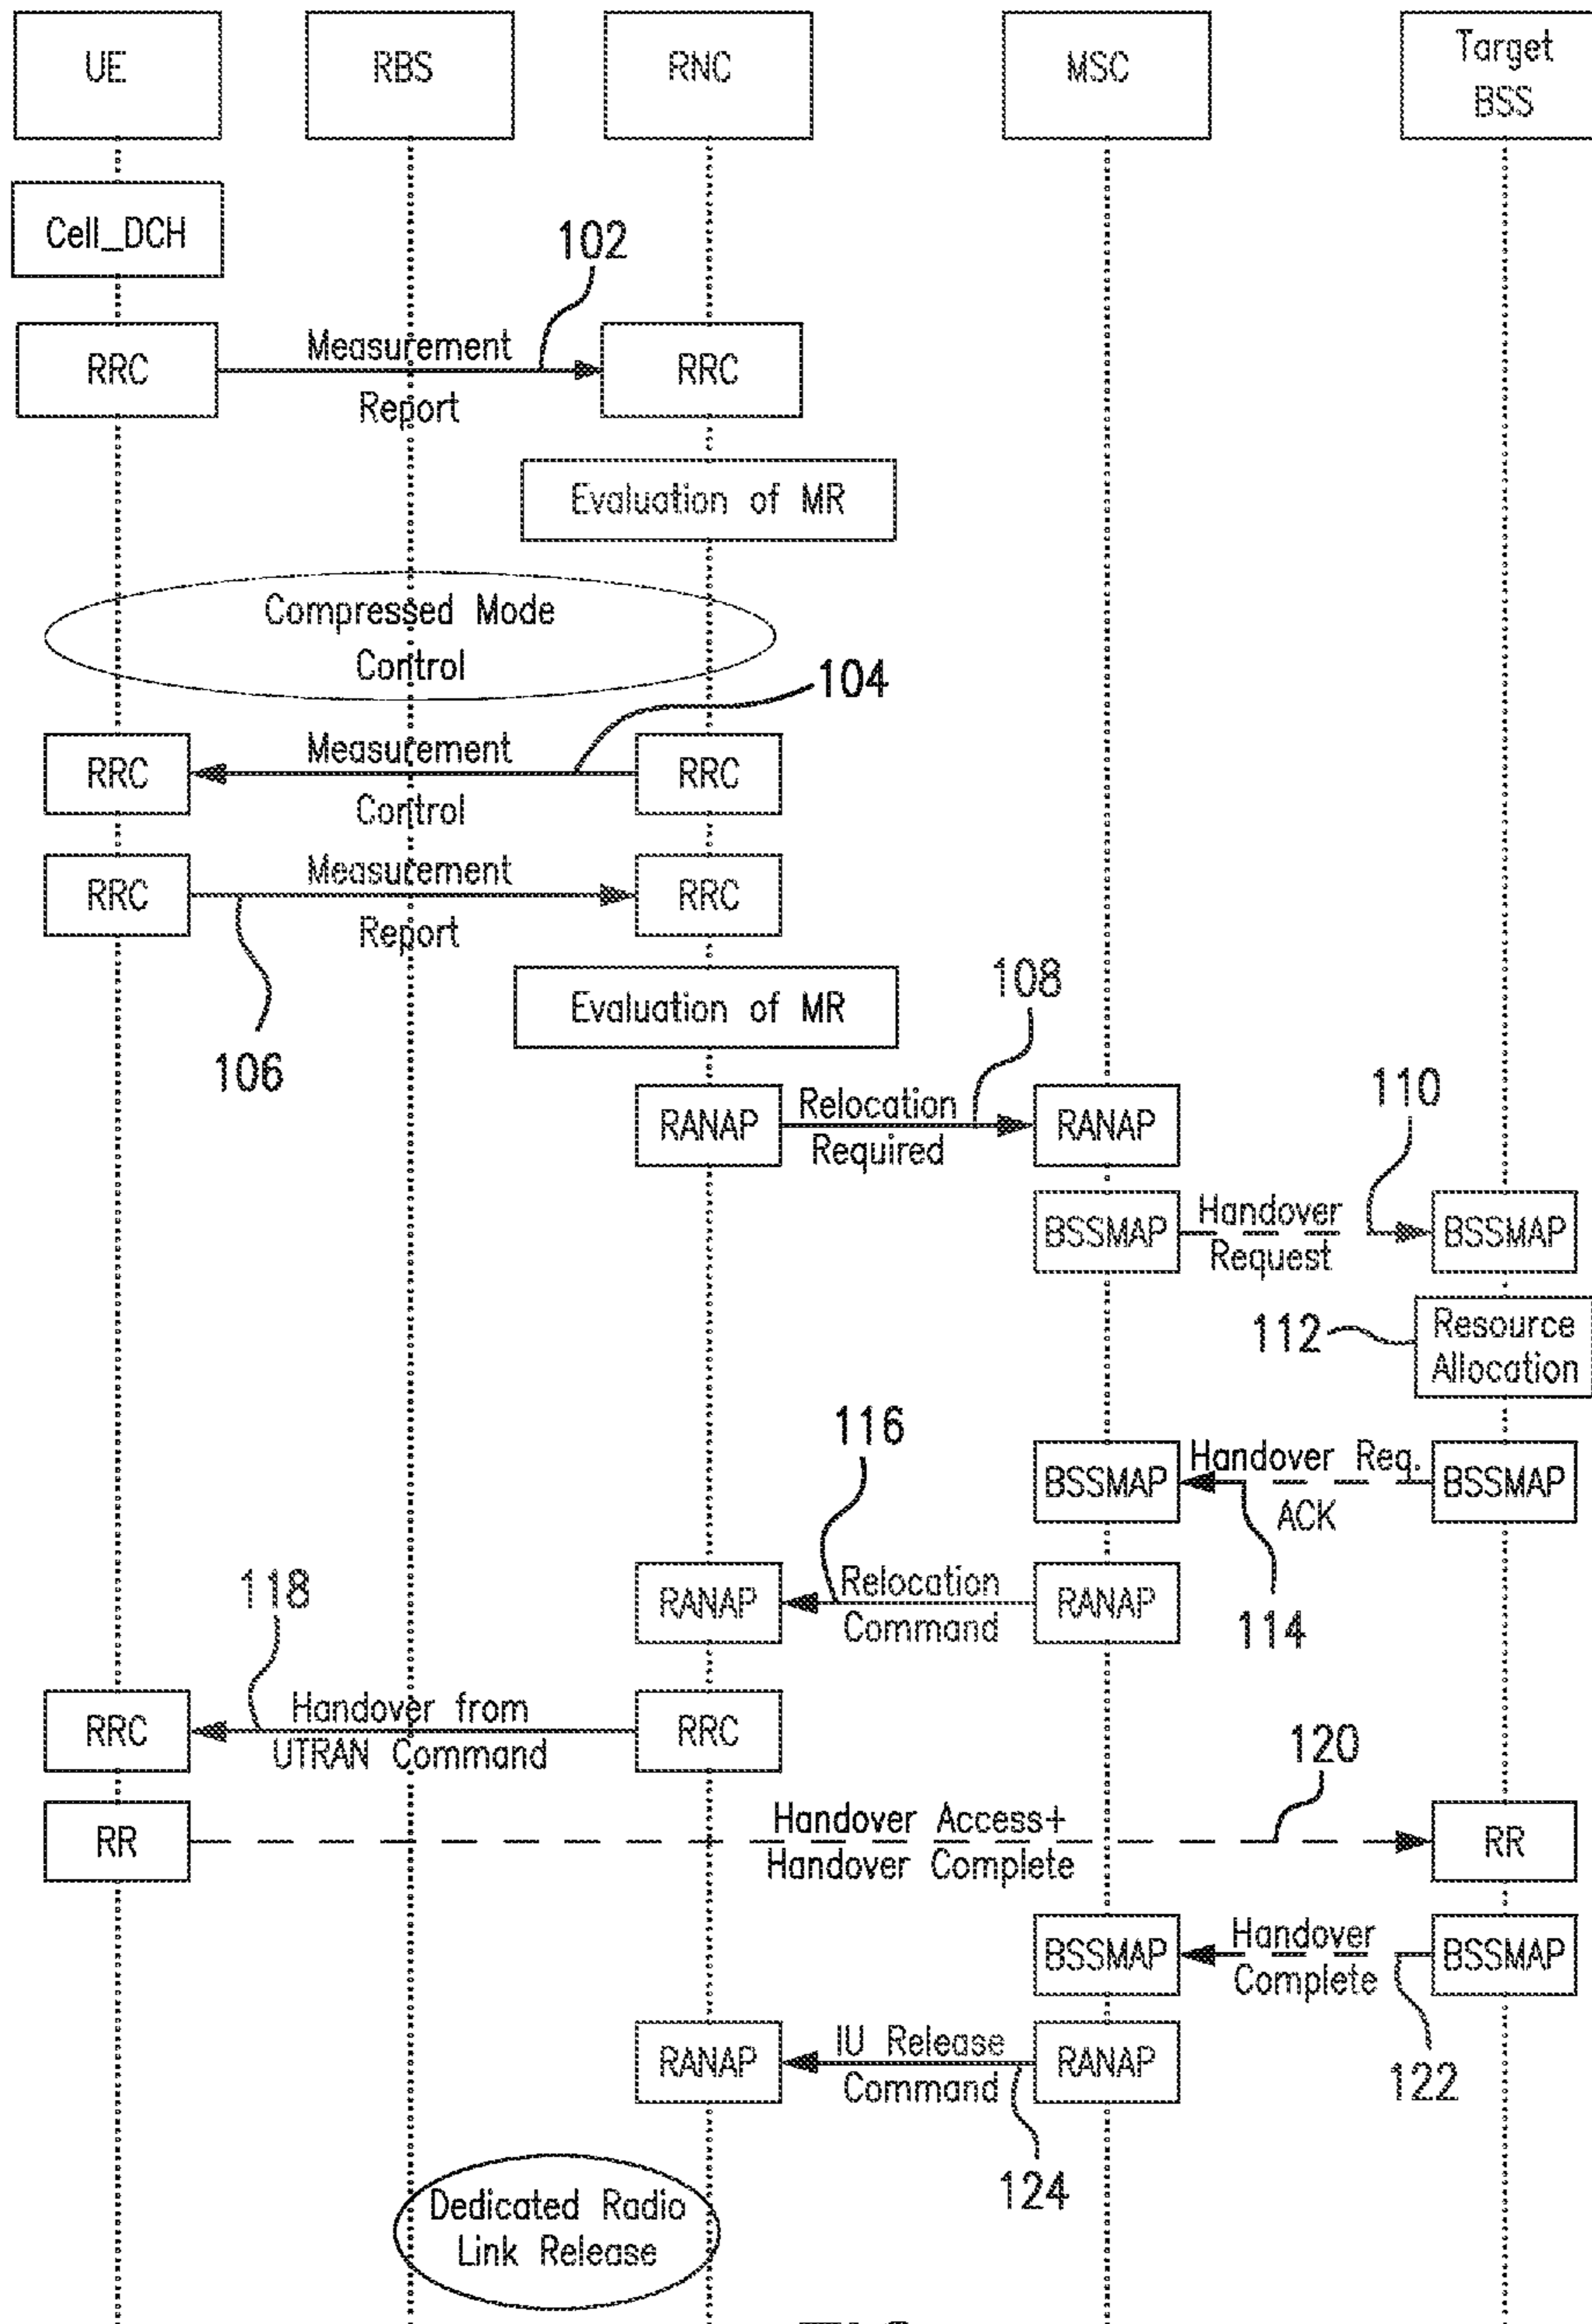 UE
RBS
RNC
MSC
Target
BSS
Cell_DCH
102
RRC
Measurement
Report
RRC
Evaluation of MR
Compressed Mode
Control
104
RRC
Measurement
Control
RRC
RRC
Measurement
Report
RRC
106
Evaluation of MR
108
RANAP
Relocation
Required
RANAP
110
BSSMAP
Handover
Request
BSSMAP
112
Resource
Allocation
116
BSSMAP
Handover Req.
ACK
BSSMAP
114
118
RANAP
Relocation
Command
RANAP
RRC
Handover from
UTRAN Command
RRC
120
RR
Handover Access+
Handover Complete
RR
BSSMAP
Handover
Complete
BSSMAP
122
RANAP
IU Release
Command
RANAP
124
Dedicated Radio
Link Release